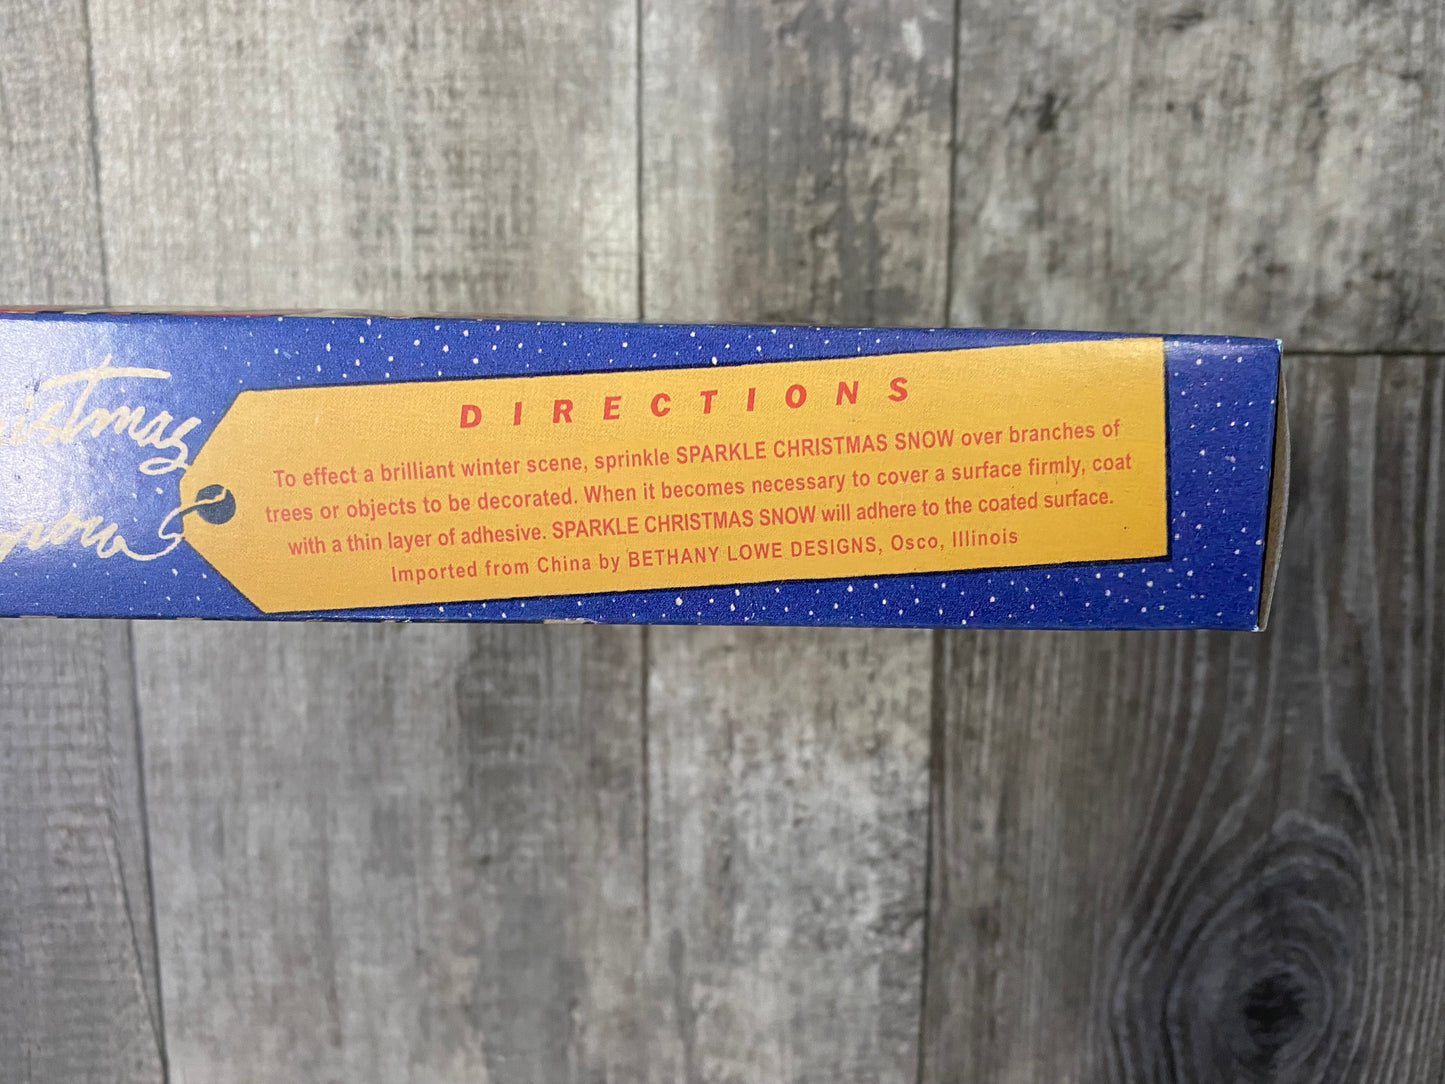 DIRECTIONS
To effect a brilliant winter scene, sprinkle SPARKLE CHRISTMAS SNOW over branches of
trees or objects to be decorated. When it becomes necessary to cover a surface firmly, coat
with a thin layer of adhesive. SPARKLE CHRISTMAS SNOW will adhere to the coated surface.
Imported from China by BETHANY LOWE DESIGNS, Osco, Illinois